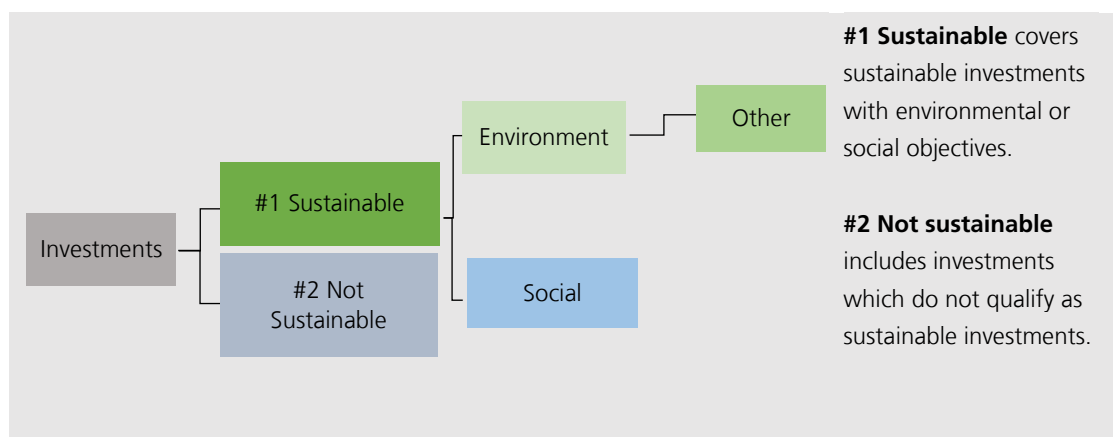 Investments
#1 Sustainable
#2 Not
Sustainable
Environment
Social
Other
#1 Sustainable covers
sustainable investments
with environmental or
social objectives.
#2 Not sustainable
includes investments
which do not qualify as
sustainable investments.